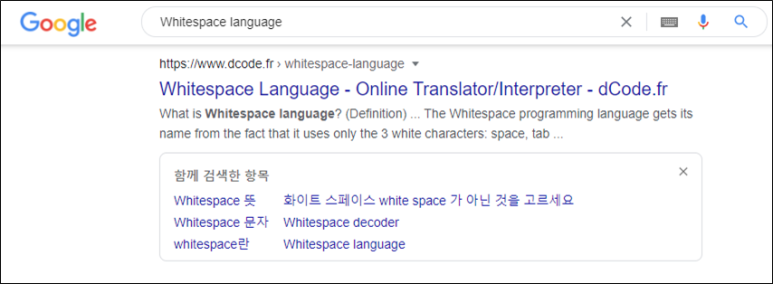 Google
Whitespace language
https://www.dcode.fr › whitespace-language
Whitespace Language - Online Translator/Interpreter - dCode.fr
What is Whitespace language? (Definition) ... The Whitespace programming language gets its
name from the fact that it uses only the 3 white characters: space, tab ...
함께 검색한 항목
Whitespace 뜻 화이트 스페이스 white space 가 아닌 것을 고르세요
Whitespace 문자 Whitespace decoder
whitespace란 Whitespace language